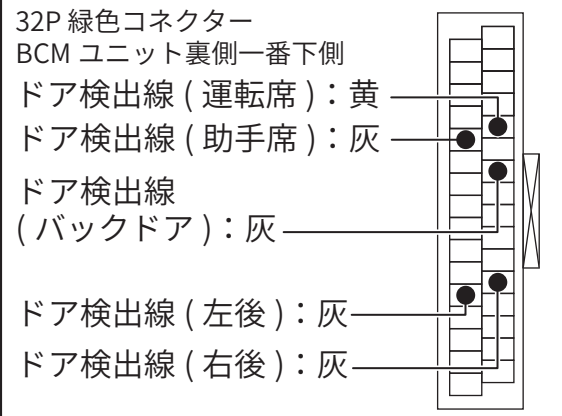 32P 緑色コネクター
BCM ユニット裏側一番下側
ドア検出線 ( 運転席 )：黄
ドア検出線 ( 助手席 )：灰
ドア検出線
( バックドア )：灰
ドア検出線 ( 左後 )：灰
ドア検出線 ( 右後 )：灰